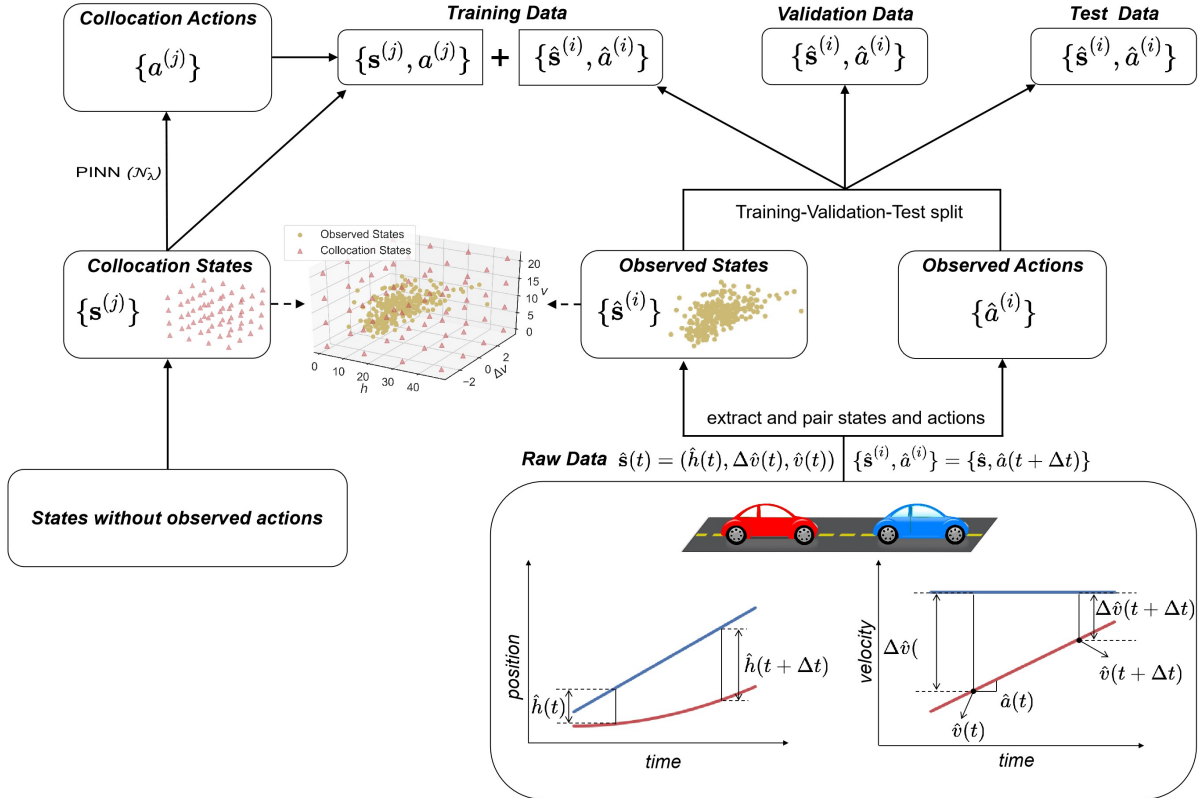 Collocation Actions
{a^(j)}
Training Data
{s^(j), a^(j)} + {ŝ^(i), â^(i)}
Validation Data
{ŝ^(i), â^(i)}
Test Data
{ŝ^(i), â^(i)}
PINN (𝒩_λ)
Training-Validation-Test split
Collocation States
{s^(j)}
Observed States
Collocation States
0
10
20
30
40
h
−2
0
2
Δv
0
5
10
15
20
v
Observed States
{ŝ^(i)}
Observed Actions
{â^(i)}
extract and pair states and actions
Raw Data ŝ(t) = (ĥ(t), Δv̂(t), v̂(t)) {ŝ^(i), â^(i)} = {ŝ, â(t + Δt)}
States without observed actions
position
ĥ(t)
ĥ(t + Δt)
time
velocity
Δv̂(
Δv̂(t + Δt)
v̂(t + Δt)
â(t)
v̂(t)
time